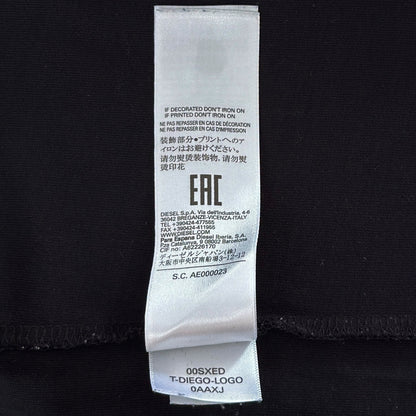 IF DECORATED DON'T IRON ON
IF PRINTED DON'T IRON ON
NE PAS REPASSER EN CAS DE DÉCORATION
NE PAS REPASSER EN CAS D'IMPRESSION
装飾部分・プリントへのア
イロンはお避けください。
请勿熨烫装饰物，请勿熨
烫印花
EAC
DIESEL S.p.A. Via dell'Industria, 4-6
36042 BREGANZE-VICENZA-ITALY
TEL +390424-477555
FAX +390424-411955
WWW.DIESEL.COM
Para Espana Diesel Iberia, S.A.
Pza Catalunya, 9 08002 Barcelona
CIF no: A62226170
ディーゼルジャパン(株)
大阪市中央区南船場3-12-12
S.C. AE000023
00SXED
T-DIEGO-LOGO
0AAXJ